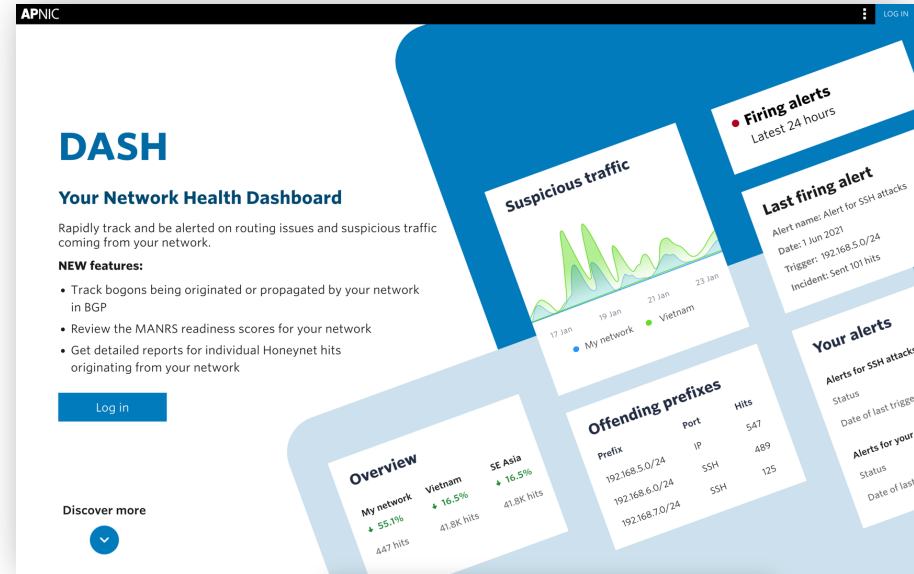 APNIC
LOG IN
DASH
Your Network Health Dashboard
Rapidly track and be alerted on routing issues and suspicious traffic
coming from your network.
NEW features:
• Track bogons being originated or propagated by your network
in BGP
• Review the MANRS readiness scores for your network
• Get detailed reports for individual Honeynet hits
originating from your network
Log in
Discover more
Suspicious traffic
17 Jan 19 Jan 21 Jan 23 Jan
My network Vietnam
Firing alerts
Latest 24 hours
Last firing alert
Alert name: Alert for SSH attacks
Date: 1 Jun 2021
Trigger: 192.168.5.0/24
Incident: Sent 101 hits
Overview
My network Vietnam SE Asia
↓ 55.1% ↓ 16.5% ↓ 16.5%
447 hits 41.8K hits 41.8K hits
Offending prefixes
Prefix Port Hits
192.168.5.0/24 IP 547
192.168.6.0/24 SSH 489
192.168.7.0/24 SSH 125
Your alerts
Alerts for SSH attacks
Status
Date of last
Alerts for your
Status
Date of last